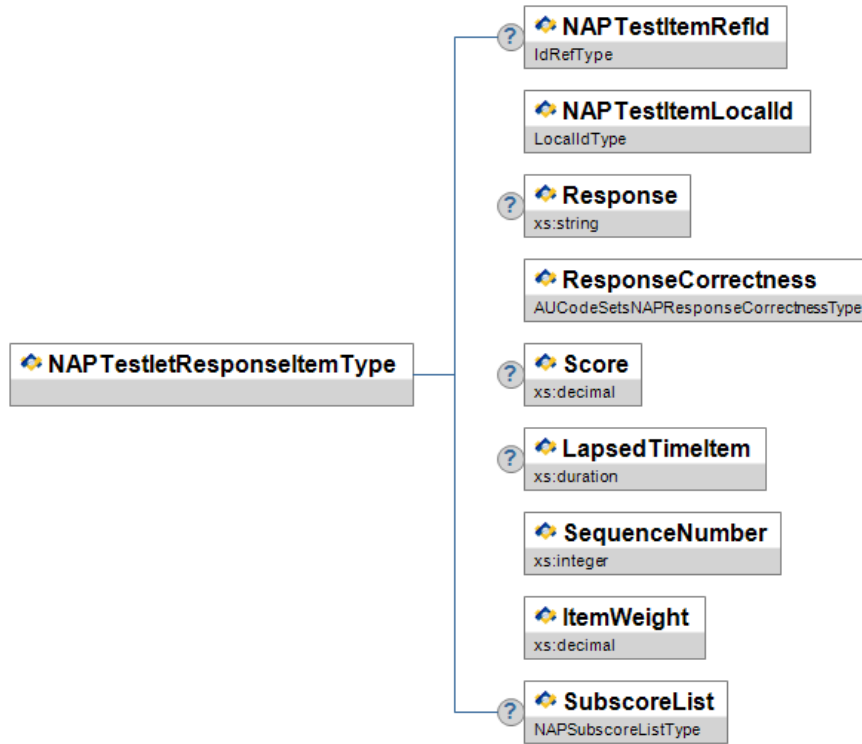 ?
NAPTestItemRefId
IdRefType
NAPTestItemLocalId
LocalIdType
?
Response
xs:string
ResponseCorrectness
AUCodeSetsNAPResponseCorrectnessType
NAPTestletResponseItemType
?
Score
xs:decimal
?
LapsedTimeItem
xs:duration
SequenceNumber
xs:integer
ItemWeight
xs:decimal
?
SubscoreList
NAPSubscoreListType